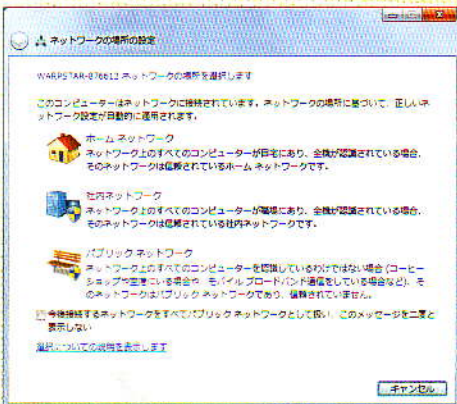 ネットワークの場所の設定
WARPSTAR-876612 ネットワークの場所を選択します
このコンピューターはネットワークに接続されています。ネットワークの場所に基づいて、正しいネ
ットワーク設定が自動的に適用されます。
ホーム ネットワーク
ネットワーク上のすべてのコンピューターが自宅にあり、全機が認識されている場合、
そのネットワークは信頼されているホーム ネットワークです。
社内ネットワーク
ネットワーク上のすべてのコンピューターが職場にあり、全機が認識されている場合、
そのネットワークは信頼されている社内ネットワークです。
パブリック ネットワーク
ネットワーク上のすべてのコンピューターを認識しているわけではない場合 (コーヒー
ショップや空港にいる場合や、モバイル ブロードバンド通信をしている場合など)、そ
のネットワークはパブリック ネットワークであり、信頼されていません。
今後接続するネットワークをすべてパブリック ネットワークとして扱い、このメッセージを二度と
表示しない
選択についての説明を表示します
キャンセル